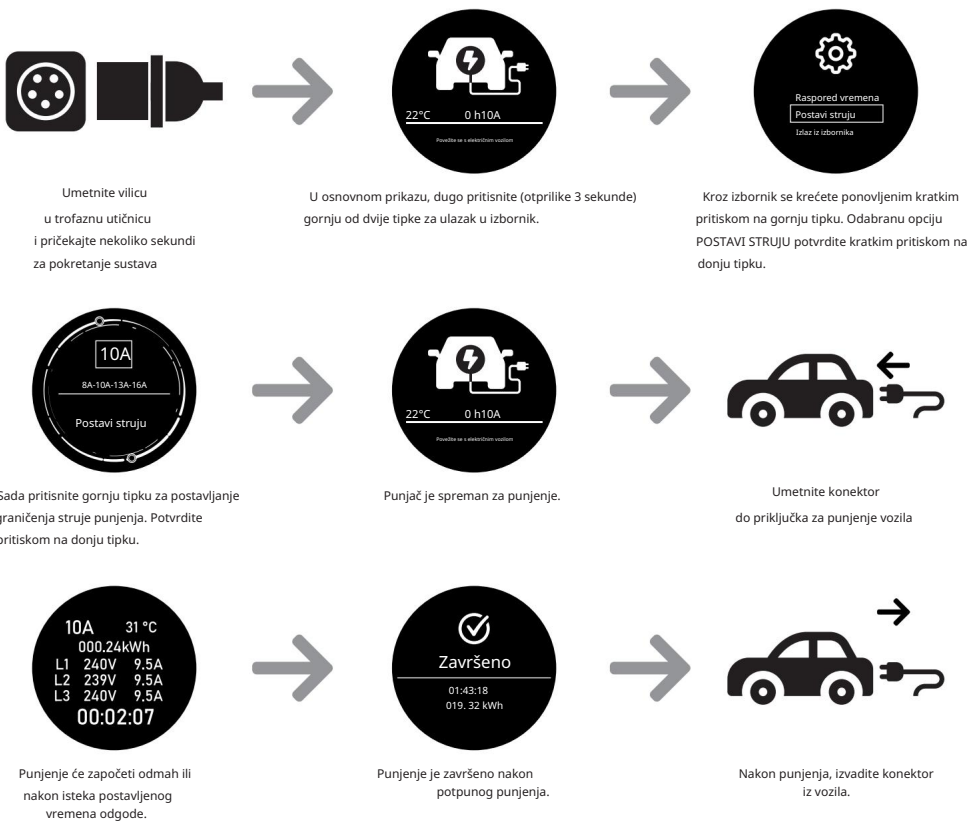 Umetnite vilicu
u trofaznu utičnicu
i pričekajte nekoliko sekundi
za pokretanje sustava
22°C 0 h10A
Povežite se s električnim vozilom
U osnovnom prikazu, dugo pritisnite (otprilike 3 sekunde)
gornju od dvije tipke za ulazak u izbornik.
Raspored vremena
Postavi struju
Izlaz iz izbornika
Kroz izbornik se krećete ponovljenim kratkim
pritiskom na gornju tipku. Odabranu opciju
POSTAVI STRUJU potvrdite kratkim pritiskom na
donju tipku.
10A
8A-10A-13A-16A
Postavi struju
Sada pritisnite gornju tipku za postavljanje
graničenja struje punjenja. Potvrdite
pritiskom na donju tipku.
22°C 0 h10A
Povežite se s električnim vozilom
Punjač je spreman za punjenje.
Umetnite konektor
do priključka za punjenje vozila
10A 31 °C
000.24kWh
L1 240V 9.5A
L2 239V 9.5A
L3 240V 9.5A
00:02:07
Punjenje će započeti odmah ili
nakon isteka postavljenog
vremena odgode.
Završeno
01:43:18
019. 32 kWh
Punjenje je završeno nakon
potpunog punjenja.
Nakon punjenja, izvadite konektor
iz vozila.